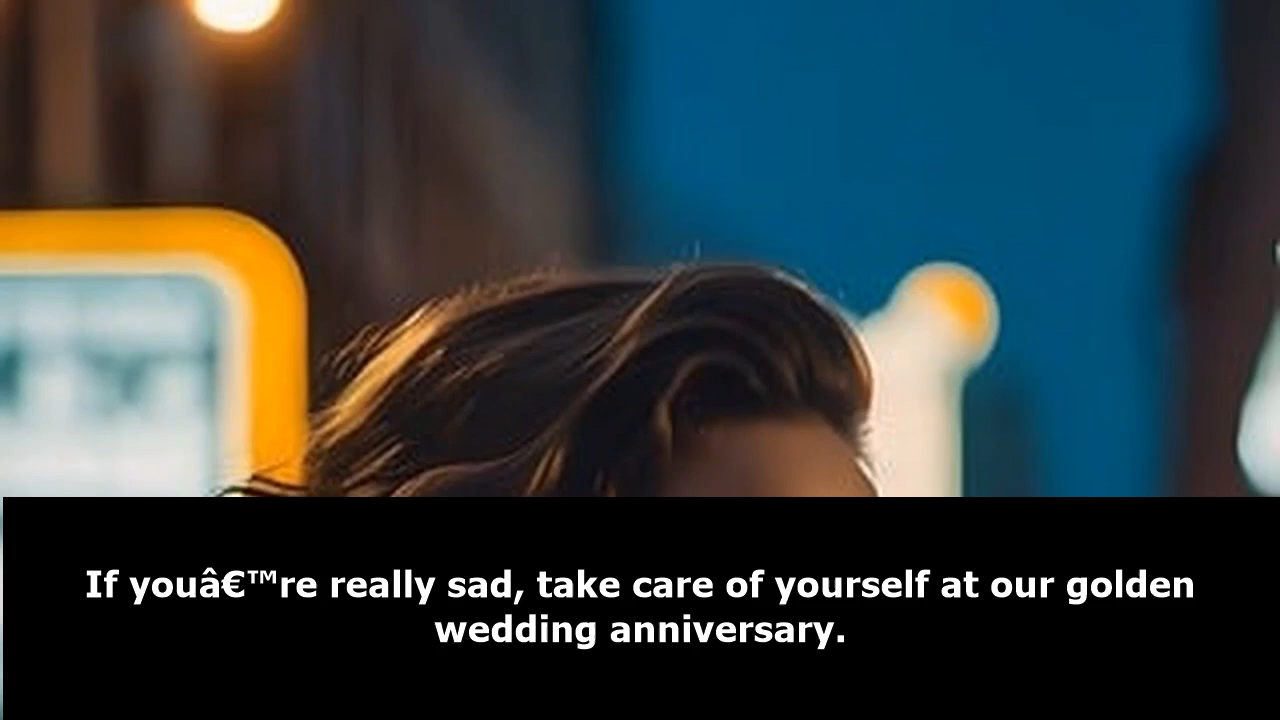 If youâ€™re really sad, take care of yourself at our golden
wedding anniversary.